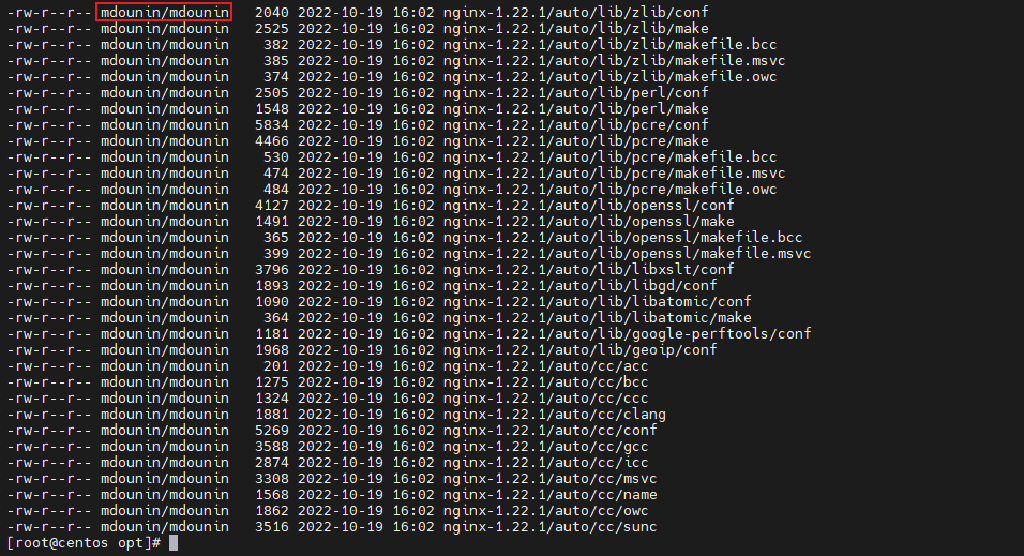 -rw-r--r-- mdounin/mdounin   2040 2022-10-19 16:02 nginx-1.22.1/auto/lib/zlib/conf
-rw-r--r-- mdounin/mdounin   2525 2022-10-19 16:02 nginx-1.22.1/auto/lib/zlib/make
-rw-r--r-- mdounin/mdounin    382 2022-10-19 16:02 nginx-1.22.1/auto/lib/zlib/makefile.bcc
-rw-r--r-- mdounin/mdounin    385 2022-10-19 16:02 nginx-1.22.1/auto/lib/zlib/makefile.msvc
-rw-r--r-- mdounin/mdounin    374 2022-10-19 16:02 nginx-1.22.1/auto/lib/zlib/makefile.owc
-rw-r--r-- mdounin/mdounin   2505 2022-10-19 16:02 nginx-1.22.1/auto/lib/perl/conf
-rw-r--r-- mdounin/mdounin   1548 2022-10-19 16:02 nginx-1.22.1/auto/lib/perl/make
-rw-r--r-- mdounin/mdounin   5834 2022-10-19 16:02 nginx-1.22.1/auto/lib/pcre/conf
-rw-r--r-- mdounin/mdounin   4466 2022-10-19 16:02 nginx-1.22.1/auto/lib/pcre/make
-rw-r--r-- mdounin/mdounin    530 2022-10-19 16:02 nginx-1.22.1/auto/lib/pcre/makefile.bcc
-rw-r--r-- mdounin/mdounin    474 2022-10-19 16:02 nginx-1.22.1/auto/lib/pcre/makefile.msvc
-rw-r--r-- mdounin/mdounin    484 2022-10-19 16:02 nginx-1.22.1/auto/lib/pcre/makefile.owc
-rw-r--r-- mdounin/mdounin   4127 2022-10-19 16:02 nginx-1.22.1/auto/lib/openssl/conf
-rw-r--r-- mdounin/mdounin   1491 2022-10-19 16:02 nginx-1.22.1/auto/lib/openssl/make
-rw-r--r-- mdounin/mdounin    365 2022-10-19 16:02 nginx-1.22.1/auto/lib/openssl/makefile.bcc
-rw-r--r-- mdounin/mdounin    399 2022-10-19 16:02 nginx-1.22.1/auto/lib/openssl/makefile.msvc
-rw-r--r-- mdounin/mdounin   3796 2022-10-19 16:02 nginx-1.22.1/auto/lib/libxslt/conf
-rw-r--r-- mdounin/mdounin   1893 2022-10-19 16:02 nginx-1.22.1/auto/lib/libgd/conf
-rw-r--r-- mdounin/mdounin   1090 2022-10-19 16:02 nginx-1.22.1/auto/lib/libatomic/conf
-rw-r--r-- mdounin/mdounin    364 2022-10-19 16:02 nginx-1.22.1/auto/lib/libatomic/make
-rw-r--r-- mdounin/mdounin   1181 2022-10-19 16:02 nginx-1.22.1/auto/lib/google-perftools/conf
-rw-r--r-- mdounin/mdounin   1968 2022-10-19 16:02 nginx-1.22.1/auto/lib/geoip/conf
-rw-r--r-- mdounin/mdounin    201 2022-10-19 16:02 nginx-1.22.1/auto/cc/acc
-rw-r--r-- mdounin/mdounin   1275 2022-10-19 16:02 nginx-1.22.1/auto/cc/bcc
-rw-r--r-- mdounin/mdounin   1324 2022-10-19 16:02 nginx-1.22.1/auto/cc/ccc
-rw-r--r-- mdounin/mdounin   1881 2022-10-19 16:02 nginx-1.22.1/auto/cc/clang
-rw-r--r-- mdounin/mdounin   5269 2022-10-19 16:02 nginx-1.22.1/auto/cc/conf
-rw-r--r-- mdounin/mdounin   3588 2022-10-19 16:02 nginx-1.22.1/auto/cc/gcc
-rw-r--r-- mdounin/mdounin   2874 2022-10-19 16:02 nginx-1.22.1/auto/cc/icc
-rw-r--r-- mdounin/mdounin   3308 2022-10-19 16:02 nginx-1.22.1/auto/cc/msvc
-rw-r--r-- mdounin/mdounin   1568 2022-10-19 16:02 nginx-1.22.1/auto/cc/name
-rw-r--r-- mdounin/mdounin   1862 2022-10-19 16:02 nginx-1.22.1/auto/cc/owc
-rw-r--r-- mdounin/mdounin   3516 2022-10-19 16:02 nginx-1.22.1/auto/cc/sunc
[root@centos opt]#